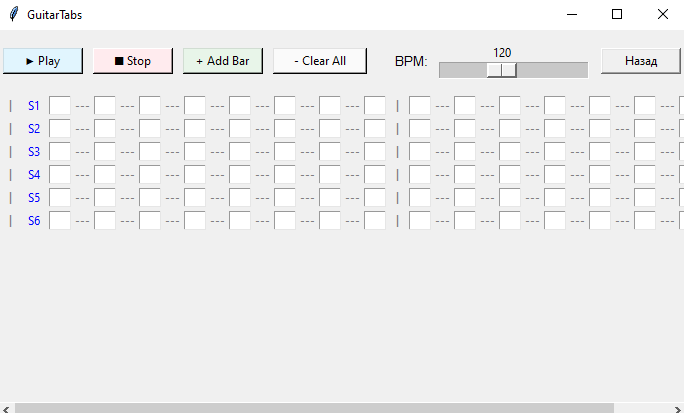 GuitarTabs
► Play ■ Stop + Add Bar - Clear All BPM: 120 Назад
| S1 --- --- --- --- --- --- --- | --- --- --- --- --- ---
| S2 --- --- --- --- --- --- --- | --- --- --- --- --- ---
| S3 --- --- --- --- --- --- --- | --- --- --- --- --- ---
| S4 --- --- --- --- --- --- --- | --- --- --- --- --- ---
| S5 --- --- --- --- --- --- --- | --- --- --- --- --- ---
| S6 --- --- --- --- --- --- --- | --- --- --- --- --- ---